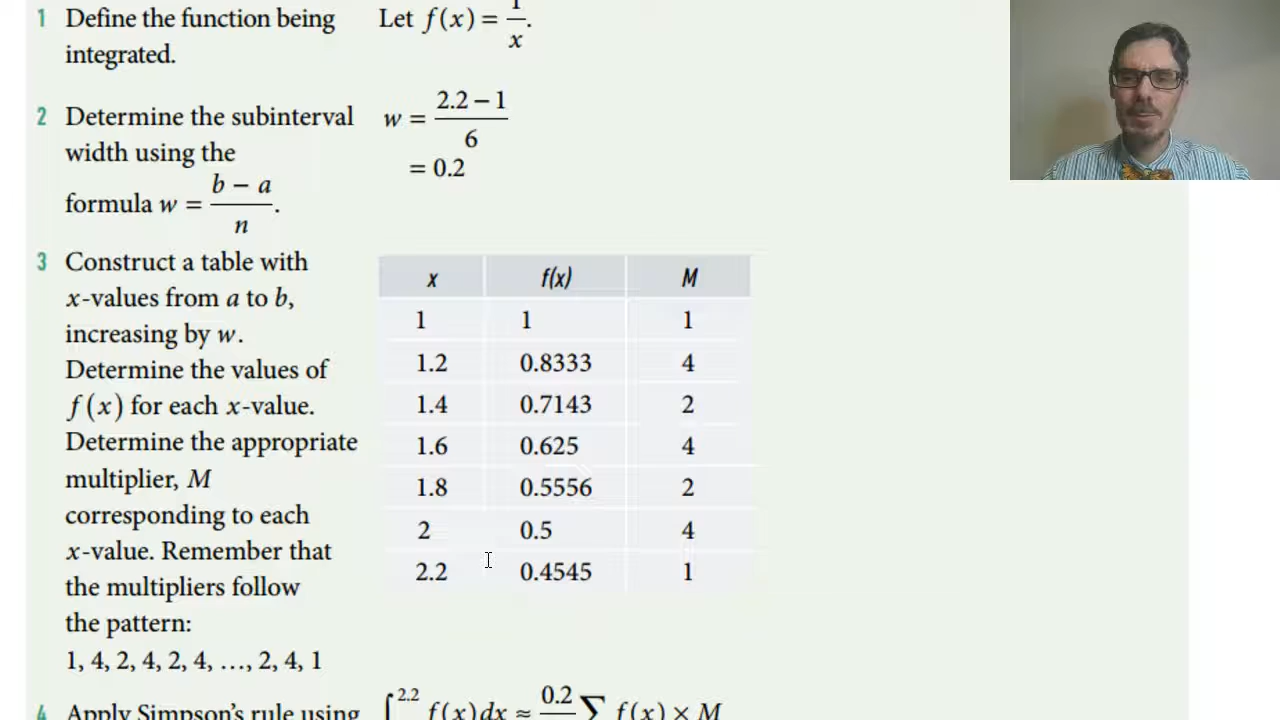 1 Define the function being integrated. Let f(x) = 1/x.
2 Determine the subinterval
width using the
formula w = (b − a)/n.
w = (2.2 − 1)/6
= 0.2
3 Construct a table with
x-values from a to b,
increasing by w.
Determine the values of
f(x) for each x-value.
Determine the appropriate
multiplier, M
corresponding to each
x-value. Remember that
the multipliers follow
the pattern:
1, 4, 2, 4, 2, 4, …, 2, 4, 1
x f(x) M
1 1 1
1.2 0.8333 4
1.4 0.7143 2
1.6 0.625 4
1.8 0.5556 2
2 0.5 4
2.2 0.4545 1
4 Apply Simpson's rule using
∫ 2.2 f(x)dx ≈ 0.2 ∑ f(x) × M